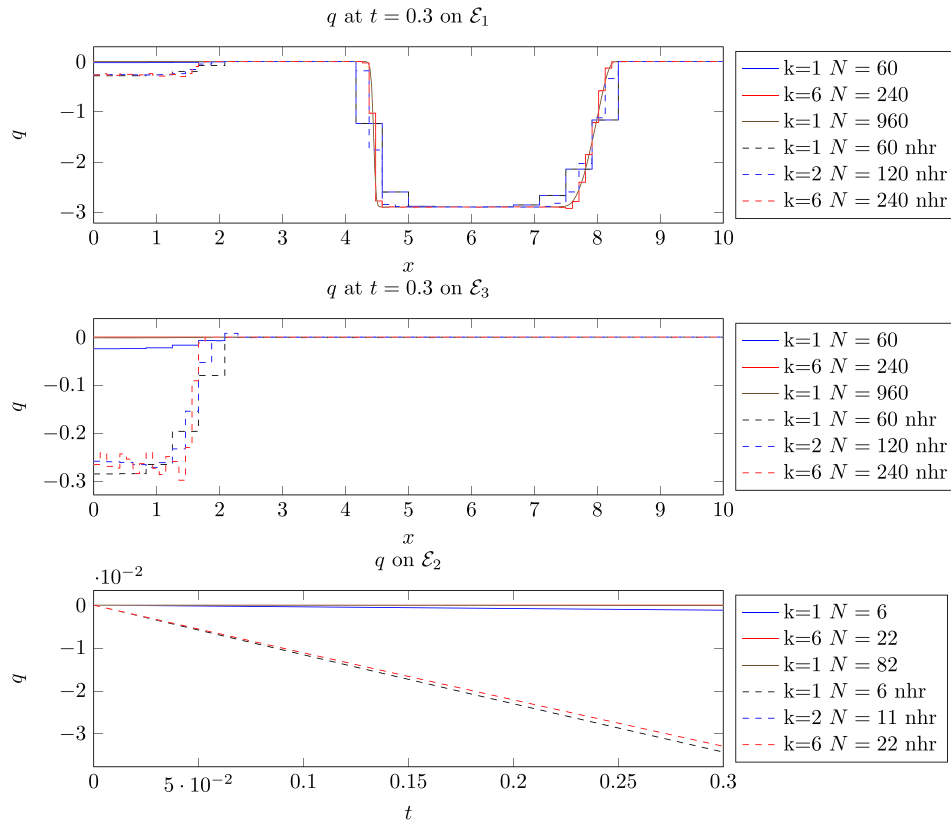 q at t = 0.3 on ℰ₁
0
−1
−2
−3
q
0 1 2 3 4 5 6 7 8 9 10
x
k=1 N = 60
k=6 N = 240
k=1 N = 960
k=1 N = 60 nhr
k=2 N = 120 nhr
k=6 N = 240 nhr
q at t = 0.3 on ℰ₃
0
−0.1
−0.2
−0.3
q
0 1 2 3 4 5 6 7 8 9 10
x
k=1 N = 60
k=6 N = 240
k=1 N = 960
k=1 N = 60 nhr
k=2 N = 120 nhr
k=6 N = 240 nhr
q on ℰ₂
·10⁻²
0
−1
−2
−3
q
0 5 · 10⁻² 0.1 0.15 0.2 0.25 0.3
t
k=1 N = 6
k=6 N = 22
k=1 N = 82
k=1 N = 6 nhr
k=2 N = 11 nhr
k=6 N = 22 nhr